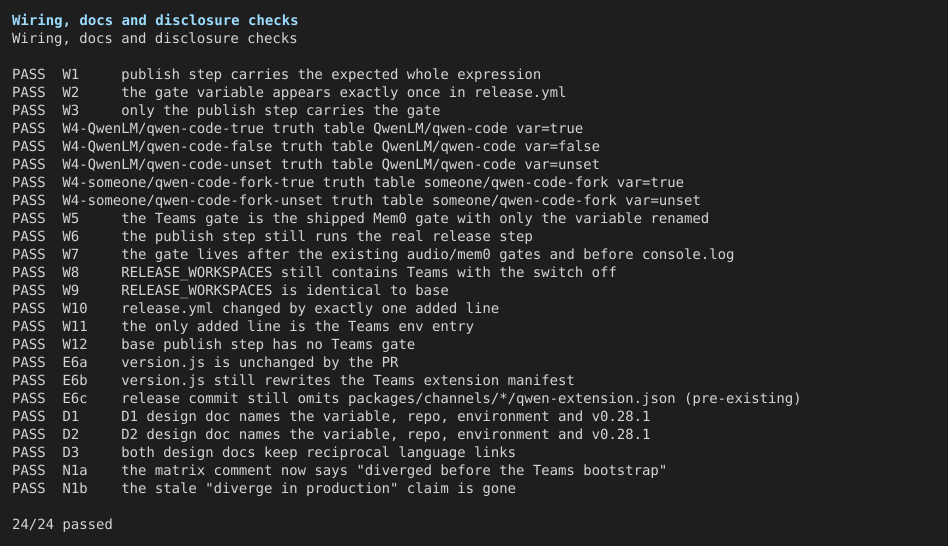 Wiring, docs and disclosure checks
Wiring, docs and disclosure checks
PASS W1 publish step carries the expected whole expression
PASS W2 the gate variable appears exactly once in release.yml
PASS W3 only the publish step carries the gate
PASS W4-QwenLM/qwen-code-true truth table QwenLM/qwen-code var=true
PASS W4-QwenLM/qwen-code-false truth table QwenLM/qwen-code var=false
PASS W4-QwenLM/qwen-code-unset truth table QwenLM/qwen-code var=unset
PASS W4-someone/qwen-code-fork-true truth table someone/qwen-code-fork var=true
PASS W4-someone/qwen-code-fork-unset truth table someone/qwen-code-fork var=unset
PASS W5 the Teams gate is the shipped Mem0 gate with only the variable renamed
PASS W6 the publish step still runs the real release step
PASS W7 the gate lives after the existing audio/mem0 gates and before console.log
PASS W8 RELEASE_WORKSPACES still contains Teams with the switch off
PASS W9 RELEASE_WORKSPACES is identical to base
PASS W10 release.yml changed by exactly one added line
PASS W11 the only added line is the Teams env entry
PASS W12 base publish step has no Teams gate
PASS E6a version.js is unchanged by the PR
PASS E6b version.js still rewrites the Teams extension manifest
PASS E6c release commit still omits packages/channels/*/qwen-extension.json (pre-existing)
PASS D1 D1 design doc names the variable, repo, environment and v0.28.1
PASS D2 D2 design doc names the variable, repo, environment and v0.28.1
PASS D3 both design docs keep reciprocal language links
PASS N1a the matrix comment now says "diverged before the Teams bootstrap"
PASS N1b the stale "diverge in production" claim is gone
24/24 passed